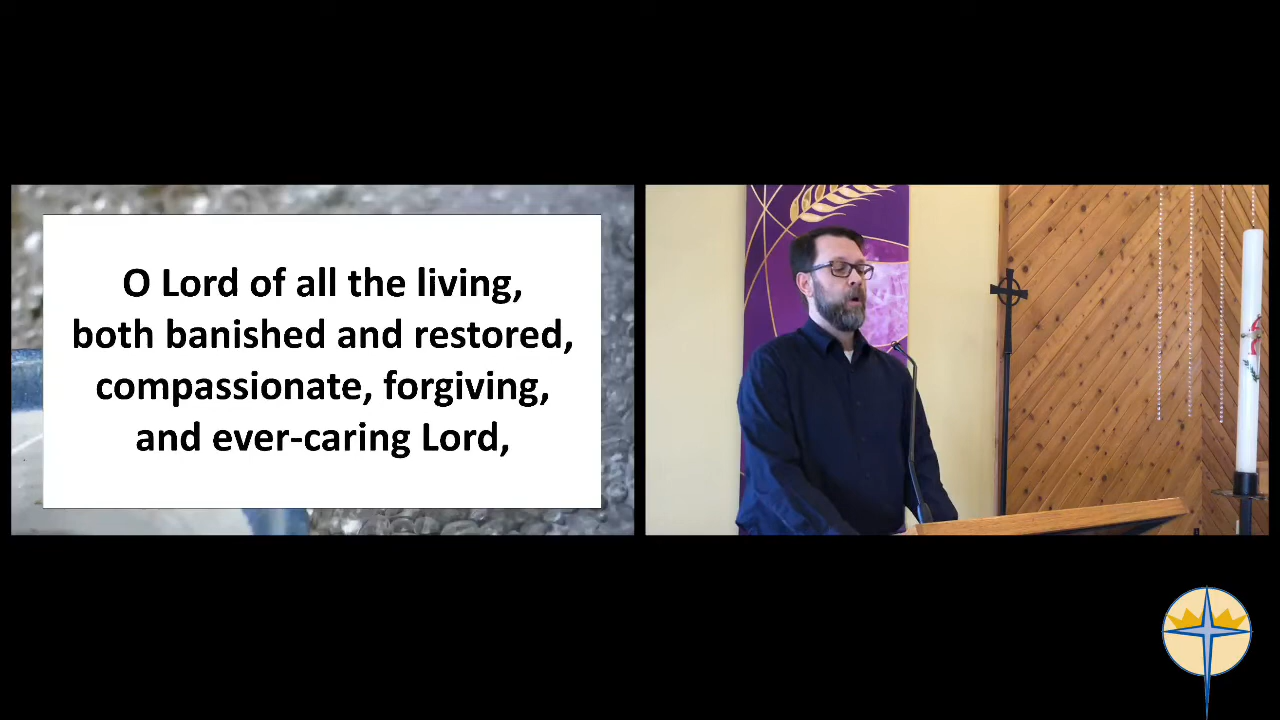 O Lord of all the living,
both banished and restored,
compassionate, forgiving,
and ever-caring Lord,